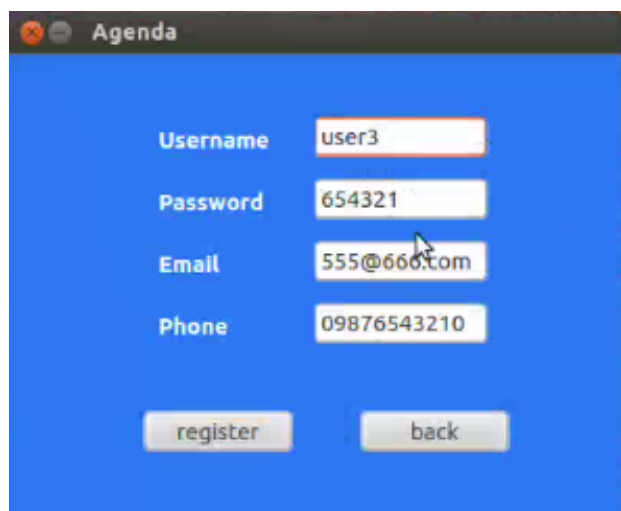 Agenda
Username user3
Password 654321
Email 555@666.com
Phone 09876543210
register back